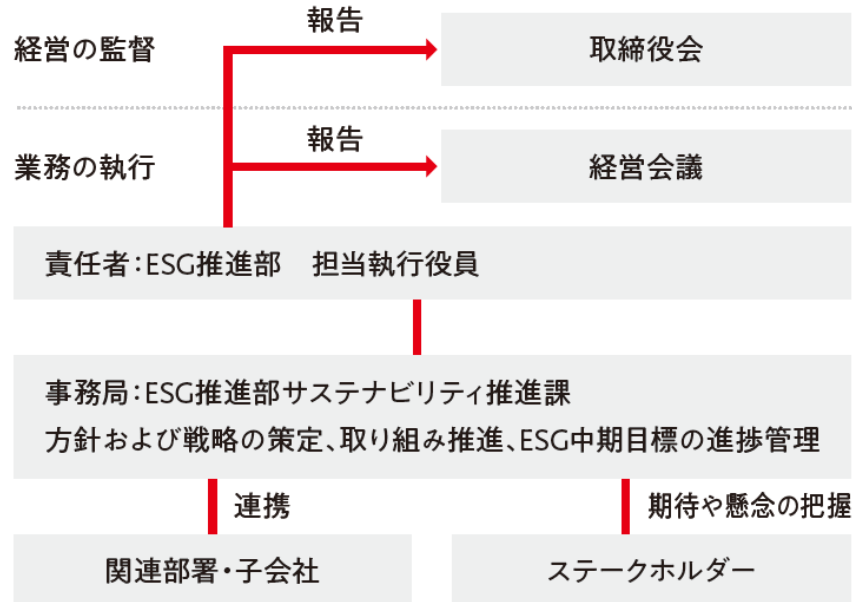 報告
経営の監督
取締役会
報告
業務の執行
経営会議
責任者：ESG推進部　担当執行役員
事務局：ESG推進部サステナビリティ推進課
方針および戦略の策定、取り組み推進、ESG中期目標の進捗管理
連携
期待や懸念の把握
関連部署・子会社
ステークホルダー